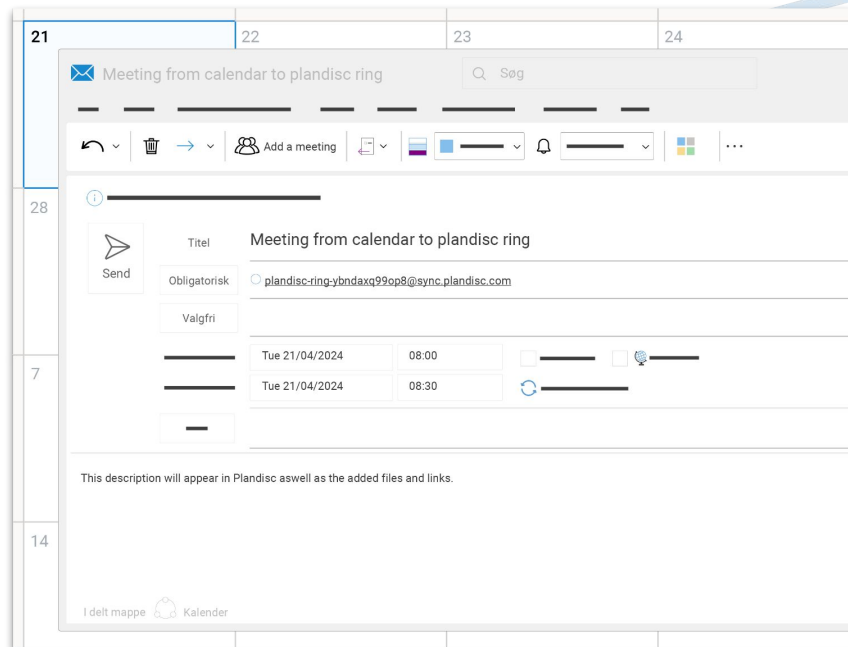 21 22 23 24
Meeting from calendar to plandisc ring Søg
Add a meeting
28
Titel Meeting from calendar to plandisc ring
Send
Obligatorisk plandisc-ring-ybndaxq99op8@sync.plandisc.com
Valgfri
Tue 21/04/2024 08:00
7
Tue 21/04/2024 08:30
This description will appear in Plandisc aswell as the added files and links.
14
I delt mappe Kalender